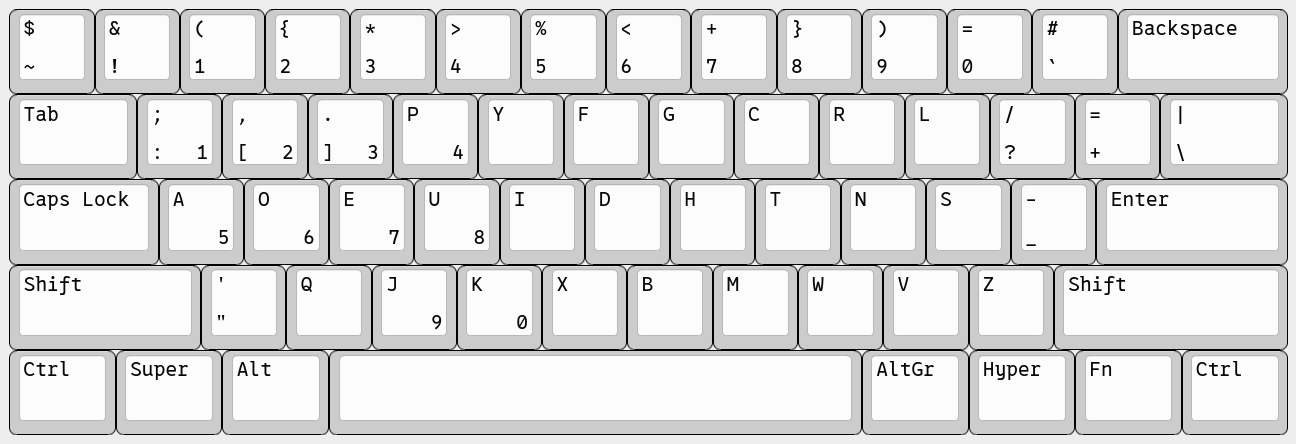 $ & ( { * > % < + } ) = # Backspace
~ ! 1 2 3 4 5 6 7 8 9 0 `
Tab ; , . P Y F G C R L / = |
: 1 [ 2 ] 3 4 ? + \
Caps Lock A O E U I D H T N S - Enter
5 6 7 8 _
Shift ' Q J K X B M W V Z Shift
" 9 0
Ctrl Super Alt AltGr Hyper Fn Ctrl